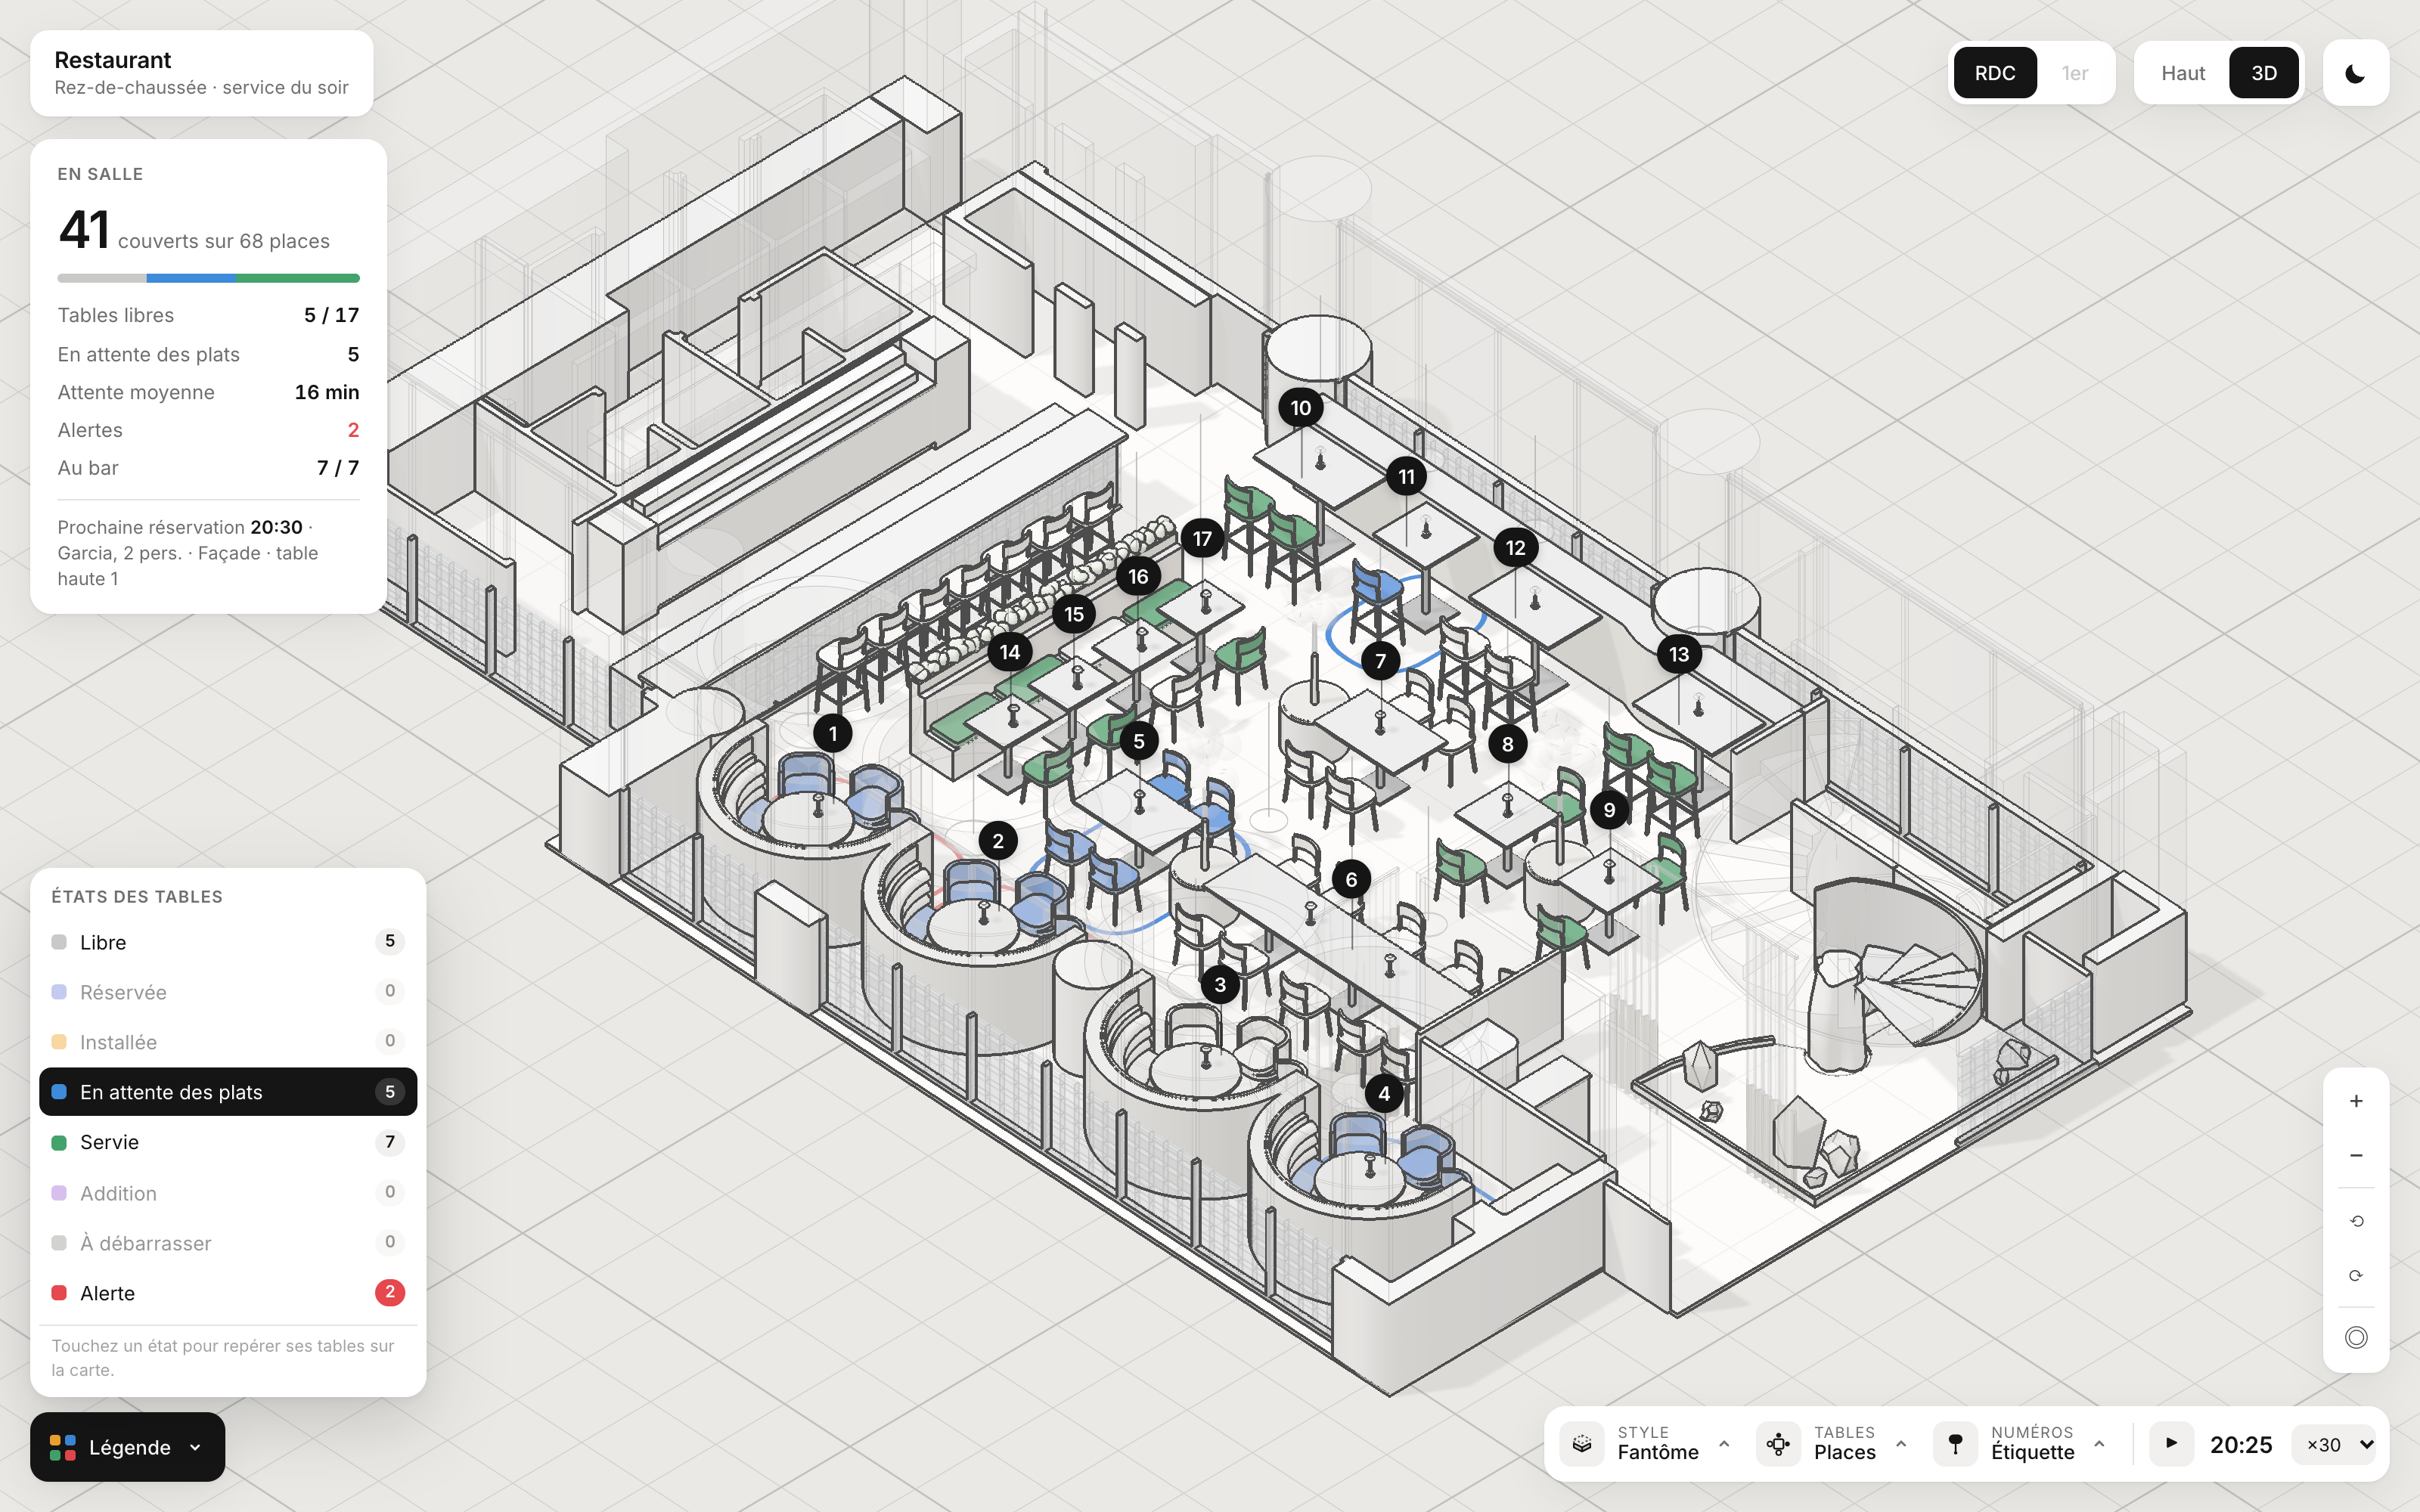 Restaurant
Rez-de-chaussée · service du soir
RDC
1er
Haut
3D
EN SALLE
41 couverts sur 68 places
Tables libres 5 / 17
En attente des plats 5
Attente moyenne 16 min
Alertes 2
Au bar 7 / 7
Prochaine réservation 20:30 ·
Garcia, 2 pers. · Façade · table
haute 1
10
11
12
13
17
16
15
14
7
8
9
1
5
2
6
3
4
ÉTATS DES TABLES
Libre 5
Réservée 0
Installée 0
En attente des plats 5
Servie 7
Addition 0
À débarrasser 0
Alerte 2
Touchez un état pour repérer ses tables sur
la carte.
Légende
STYLE
Fantôme
TABLES
Places
NUMÉROS
Étiquette
20:25
×30